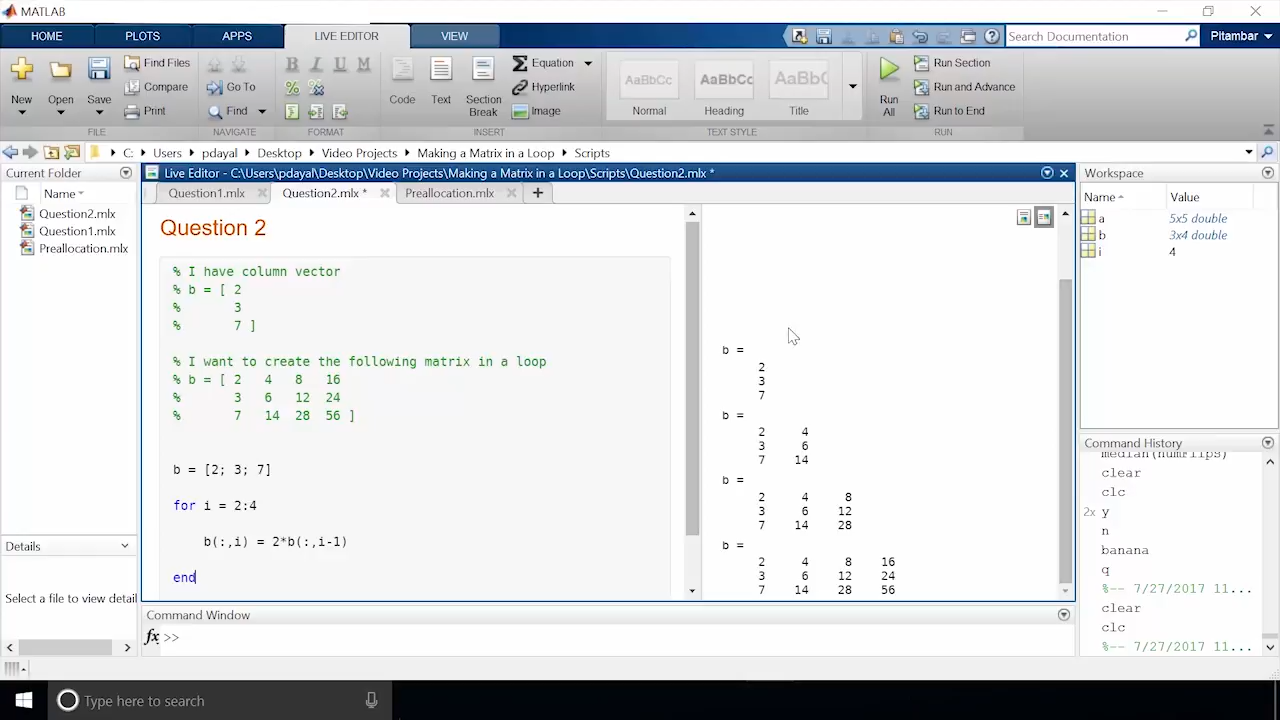 MATLAB
HOME PLOTS APPS LIVE EDITOR VIEW Search Documentation Pitambar
New Open Save Find Files Compare Print
FILE
Go To Find
NAVIGATE
B I U M
FORMAT
Code Text Section Break Equation Hyperlink Image
INSERT
AaBbCc AaBbCc AaBbC
Normal Heading Title
TEXT STYLE
Run All Run Section Run and Advance Run to End
RUN
C: Users pdayal Desktop Video Projects Making a Matrix in a Loop Scripts
Current Folder
Name
Question2.mlx
Question1.mlx
Preallocation.mlx
Details
Select a file to view detail
Live Editor - C:\Users\pdayal\Desktop\Video Projects\Making a Matrix in a Loop\Scripts\Question2.mlx *
Question1.mlx Question2.mlx * Preallocation.mlx +
Question 2
% I have column vector
% b = [ 2
% 3
% 7 ]
% I want to create the following matrix in a loop
% b = [ 2 4 8 16
% 3 6 12 24
% 7 14 28 56 ]
b = [2; 3; 7]
for i = 2:4
b(:,i) = 2*b(:,i-1)
end
b =
2
3
7
b =
2 4
3 6
7 14
b =
2 4 8
3 6 12
7 14 28
b =
2 4 8 16
3 6 12 24
7 14 28 56
Command Window
fx >>
Workspace
Name Value
a 5x5 double
b 3x4 double
i 4
Command History
median(numFlips)
clear
clc
2x y
n
banana
q
%-- 7/27/2017 11...
clear
clc
%-- 7/27/2017 11...
Type here to search